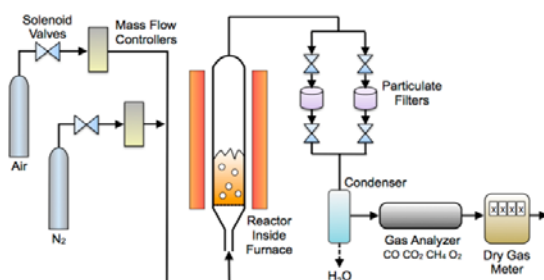 Solenoid
Valves
Mass Flow
Controllers
Air
N₂
Reactor
Inside
Furnace
Particulate
Filters
Condenser
H₂O
Gas Analyzer
CO CO₂ CH₄ O₂
x x x x
Dry Gas
Meter